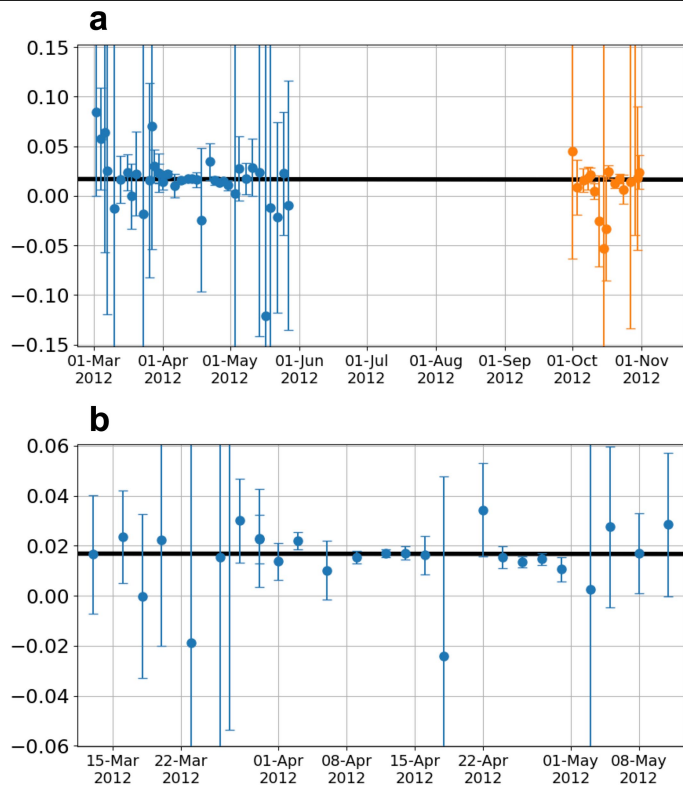 a
0.15
0.10
0.05
0.00
−0.05
−0.10
−0.15
01-Mar 01-Apr 01-May 01-Jun 01-Jul 01-Aug 01-Sep 01-Oct 01-Nov
2012 2012 2012 2012 2012 2012 2012 2012 2012
b
0.06
0.04
0.02
0.00
−0.02
−0.04
−0.06
15-Mar 22-Mar 01-Apr 08-Apr 15-Apr 22-Apr 01-May 08-May
2012 2012 2012 2012 2012 2012 2012 2012